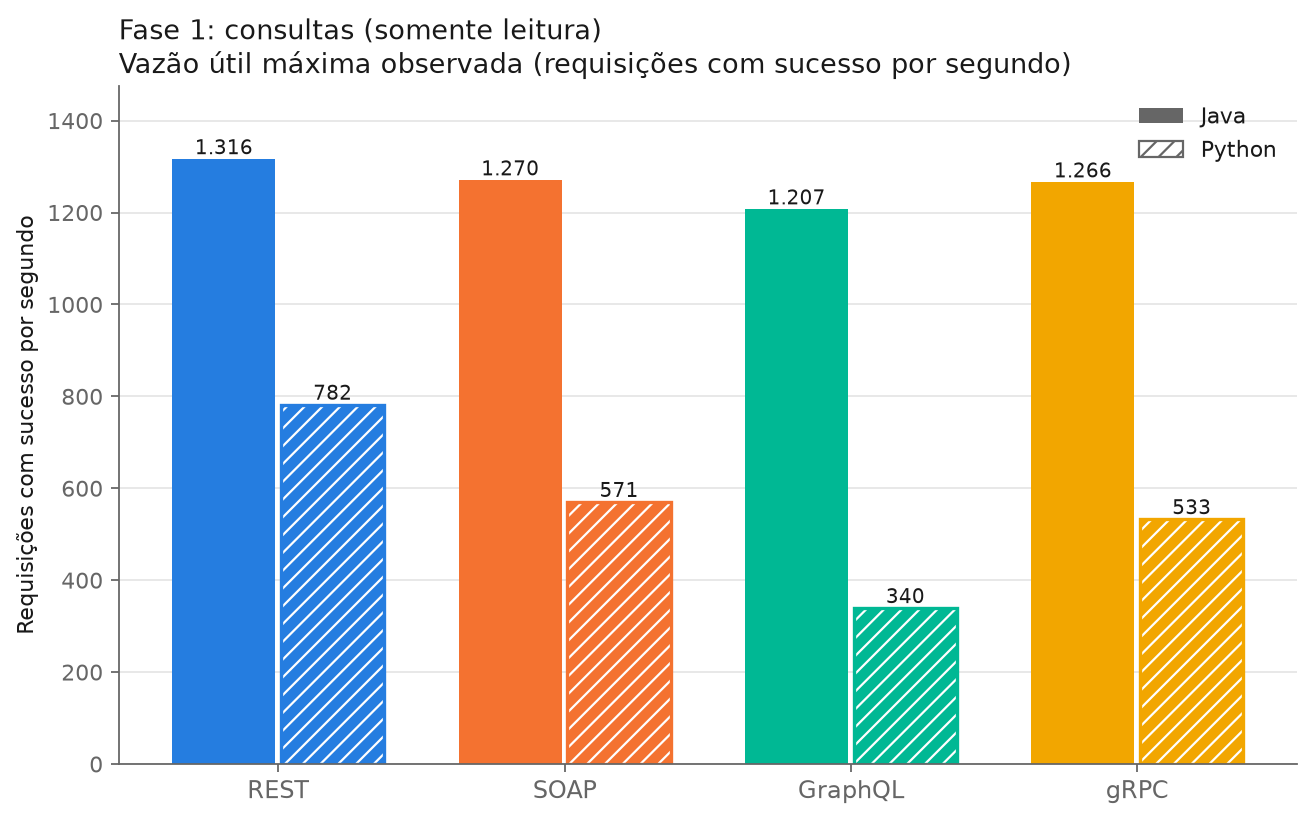 Fase 1: consultas (somente leitura)
Vazão útil máxima observada (requisições com sucesso por segundo)
Requisições com sucesso por segundo
1400
1200
1000
800
600
400
200
0
Java
Python
1.316
782
1.270
571
1.207
340
1.266
533
REST
SOAP
GraphQL
gRPC